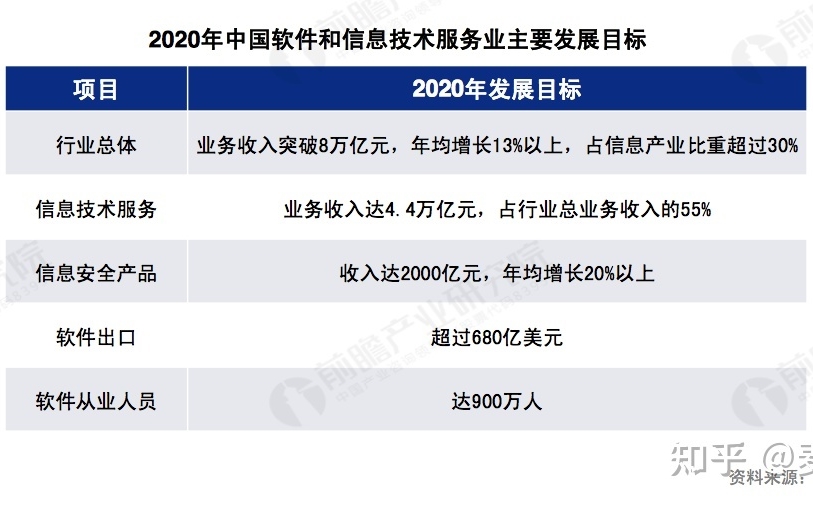 2020年中国软件和信息技术服务业主要发展目标
项目 2020年发展目标
行业总体 业务收入突破8万亿元，年均增长13%以上，占信息产业比重超过30%
信息技术服务 业务收入达4.4万亿元，占行业总业务收入的55%
信息安全产品 收入达2000亿元，年均增长20%以上
软件出口 超过680亿美元
软件从业人员 达900万人
前瞻产业研究院
知乎 @麦
资料来源：